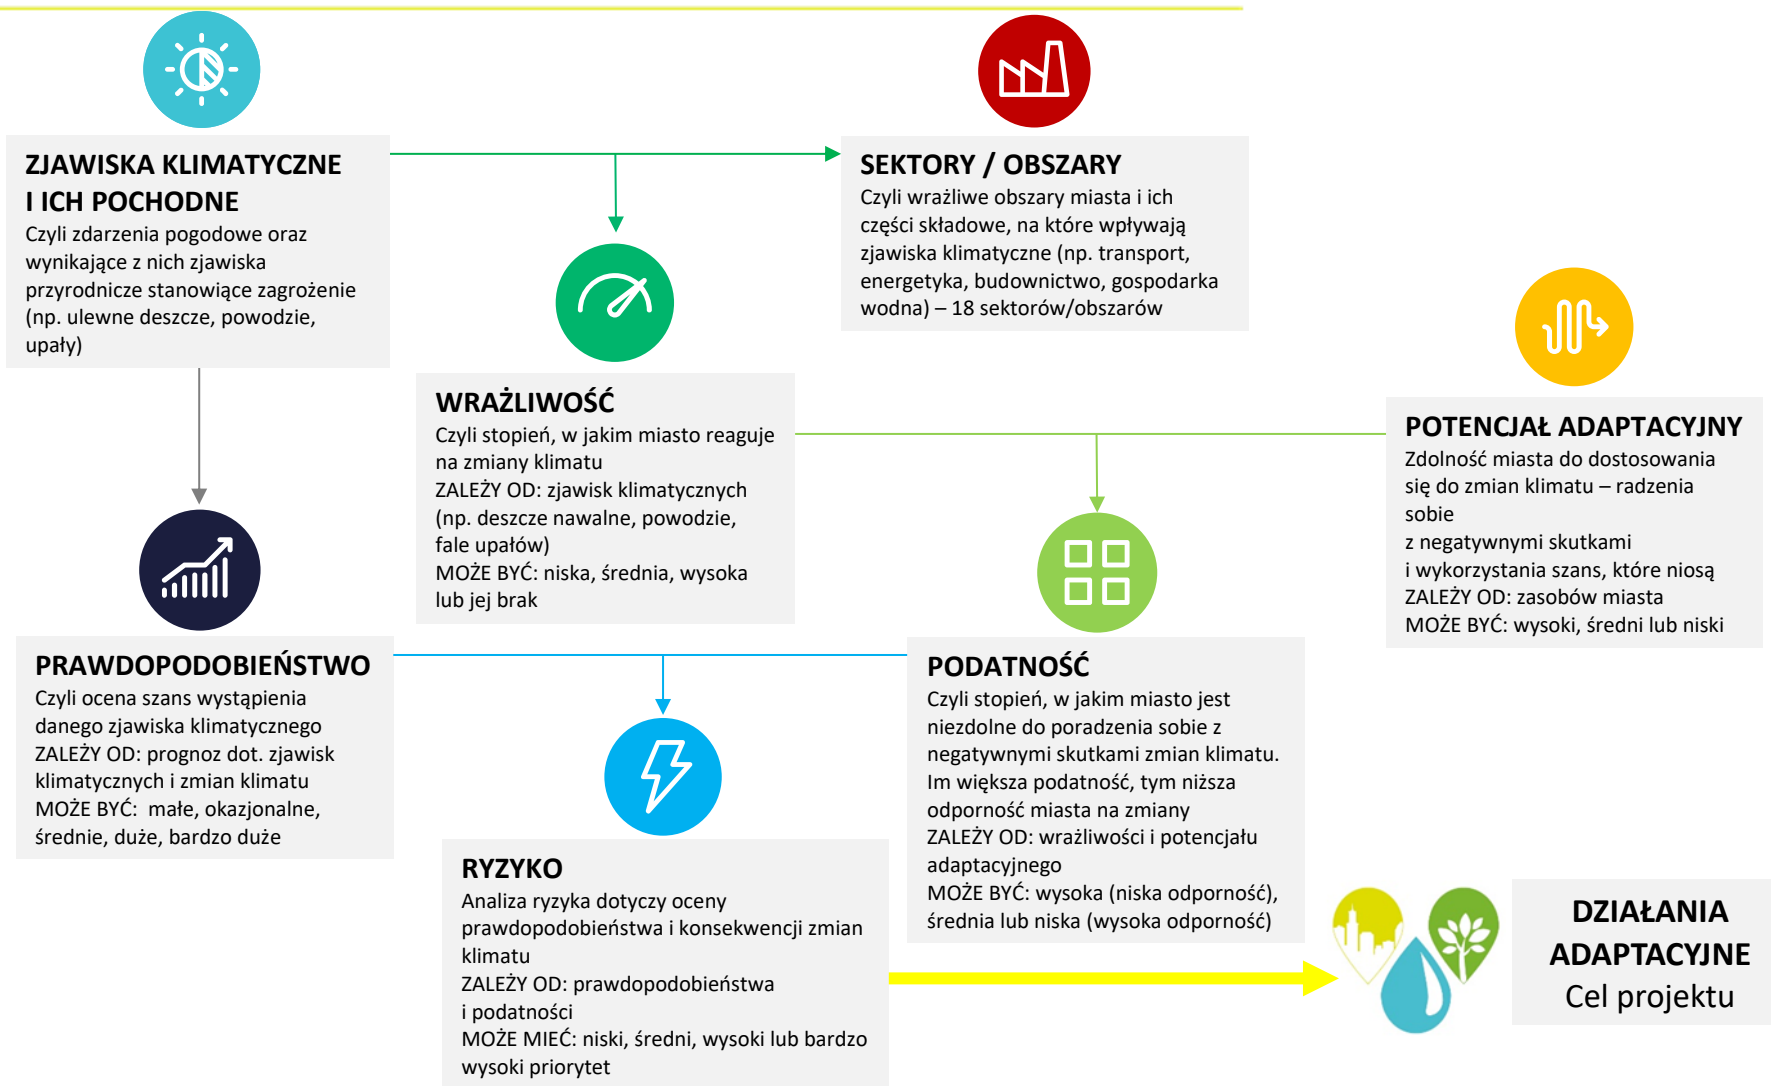 ZJAWISKA KLIMATYCZNE
I ICH POCHODNE
Czyli zdarzenia pogodowe oraz
wynikające z nich zjawiska
przyrodnicze stanowiące zagrożenie
(np. ulewne deszcze, powodzie,
upały)
SEKTORY / OBSZARY
Czyli wrażliwe obszary miasta i ich
części składowe, na które wpływają
zjawiska klimatyczne (np. transport,
energetyka, budownictwo, gospodarka
wodna) – 18 sektorów/obszarów
WRAŻLIWOŚĆ
Czyli stopień, w jakim miasto reaguje
na zmiany klimatu
ZALEŻY OD: zjawisk klimatycznych
(np. deszcze nawalne, powodzie,
fale upałów)
MOŻE BYĆ: niska, średnia, wysoka
lub jej brak
POTENCJAŁ ADAPTACYJNY
Zdolność miasta do dostosowania
się do zmian klimatu – radzenia
sobie
z negatywnymi skutkami
i wykorzystania szans, które niosą
ZALEŻY OD: zasobów miasta
MOŻE BYĆ: wysoki, średni lub niski
PRAWDOPODOBIEŃSTWO
Czyli ocena szans wystąpienia
danego zjawiska klimatycznego
ZALEŻY OD: prognoz dot. zjawisk
klimatycznych i zmian klimatu
MOŻE BYĆ:  małe, okazjonalne,
średnie, duże, bardzo duże
PODATNOŚĆ
Czyli stopień, w jakim miasto jest
niezdolne do poradzenia sobie z
negatywnymi skutkami zmian klimatu.
Im większa podatność, tym niższa
odporność miasta na zmiany
ZALEŻY OD: wrażliwości i potencjału
adaptacyjnego
MOŻE BYĆ: wysoka (niska odporność),
średnia lub niska (wysoka odporność)
RYZYKO
Analiza ryzyka dotyczy oceny
prawdopodobieństwa i konsekwencji zmian
klimatu
ZALEŻY OD: prawdopodobieństwa
i podatności
MOŻE MIEĆ: niski, średni, wysoki lub bardzo
wysoki priorytet
DZIAŁANIA
ADAPTACYJNE
Cel projektu